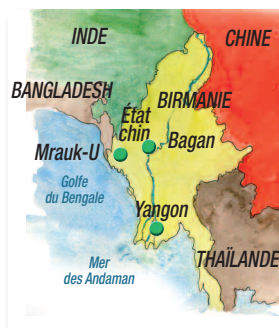 INDE
CHINE
BANGLADESH
BIRMANIE
État
chin
Bagan
Mrauk-U
Golfe
du Bengale
Yangon
THAÏLANDE
Mer
des Andaman